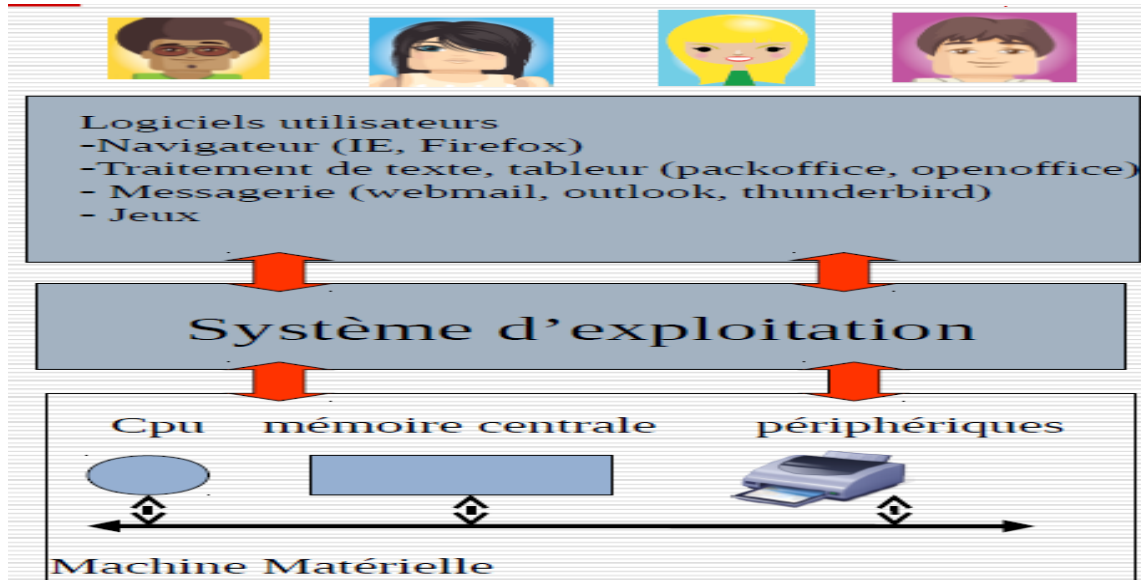 Logiciels utilisateurs
-Navigateur (IE, Firefox)
-Traitement de texte, tableur (packoffice, openoffice)
- Messagerie (webmail, outlook, thunderbird)
- Jeux
Système d’exploitation
Cpu mémoire centrale périphériques
Machine Matérielle